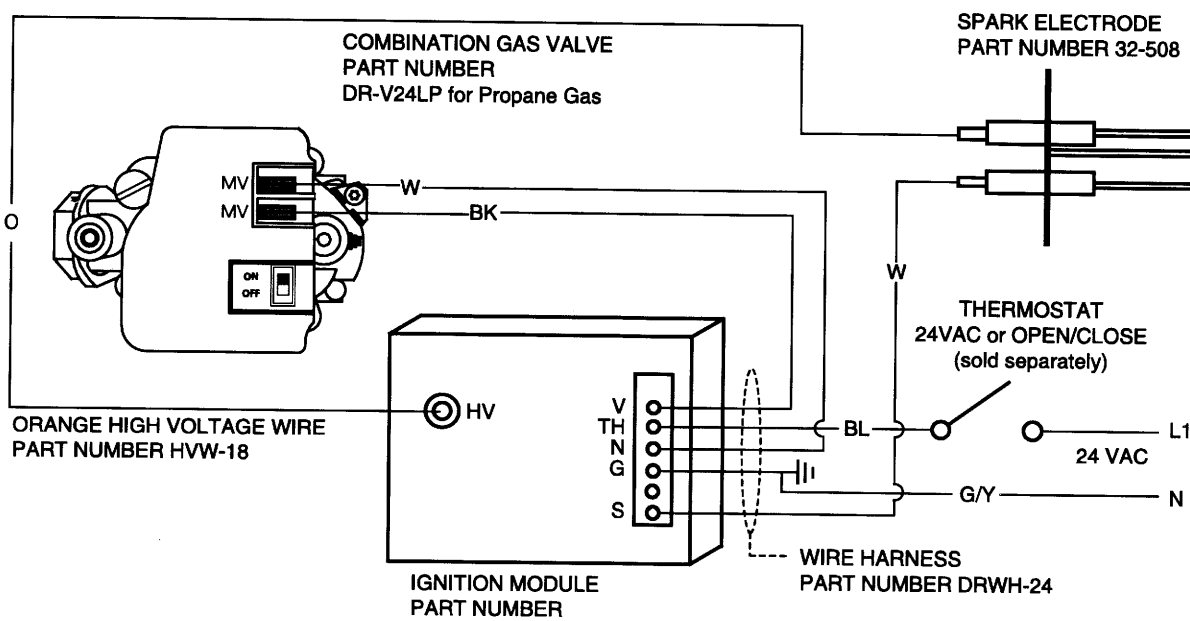 SPARK ELECTRODE
PART NUMBER 32-508
COMBINATION GAS VALVE
PART NUMBER
DR-V24LP for Propane Gas
MV
W
MV
BK
O
W
ON
OFF
THERMOSTAT
24VAC or OPEN/CLOSE
(sold separately)
HV
V
TH
N
G
S
BL
L1
24 VAC
G/Y
N
ORANGE HIGH VOLTAGE WIRE
PART NUMBER HVW-18
WIRE HARNESS
PART NUMBER DRWH-24
IGNITION MODULE
PART NUMBER